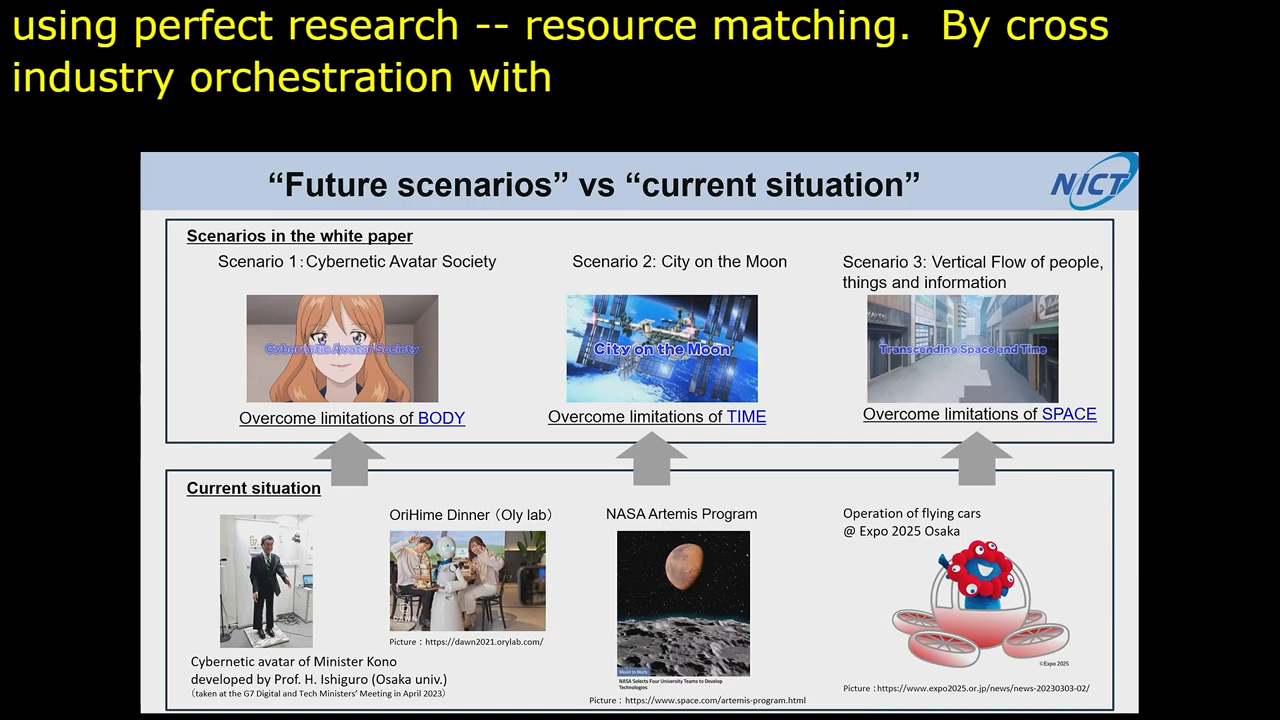 using perfect research -- resource matching.  By cross
industry orchestration with
“Future scenarios” vs “current situation”
NICT
Scenarios in the white paper
Scenario 1：Cybernetic Avatar Society
Cybernetic Avatar Society
Overcome limitations of BODY
Scenario 2: City on the Moon
City on the Moon
Overcome limitations of TIME
Scenario 3: Vertical Flow of people,
things and information
Transcending Space and Time
Overcome limitations of SPACE
Current situation
Cybernetic avatar of Minister Kono
developed by Prof. H. Ishiguro (Osaka univ.)
（taken at the G7 Digital and Tech Ministers’ Meeting in April 2023）
OriHime Dinner（Oly lab）
DAWN
Picture：https://dawn2021.orylab.com/
NASA Artemis Program
Moon to Mars
NASA Selects Four University Teams to Develop
Technologies
Picture：https://www.space.com/artemis-program.html
Operation of flying cars
@ Expo 2025 Osaka
©Expo 2025
Picture：https://www.expo2025.or.jp/news/news-20230303-02/